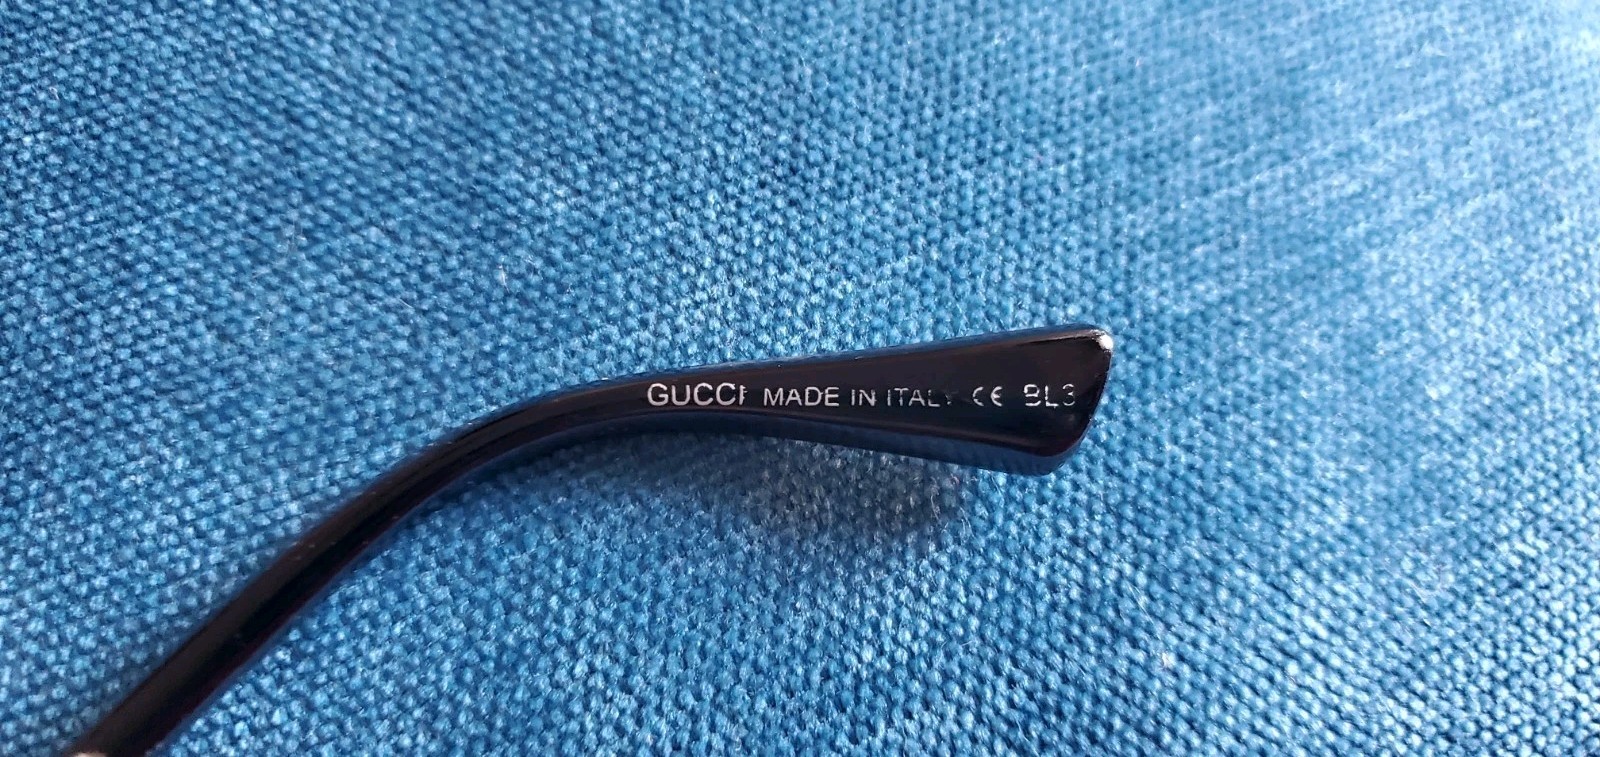 GUCCI MADE IN ITALY CE BL3